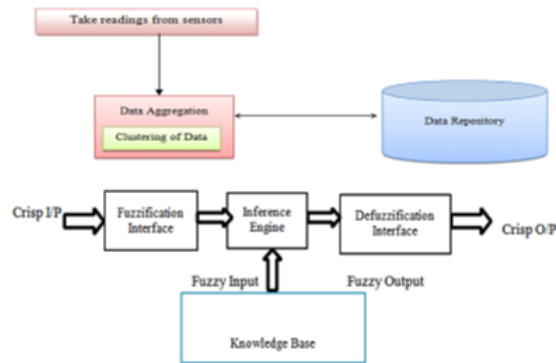 Take readings from sensors
Data Aggregation
Clustering of Data
Data Repository
Crisp I/P
Fuzzification
Interface
Inference
Engine
Defuzzification
Interface
Crisp O/P
Fuzzy Input
Fuzzy Output
Knowledge Base